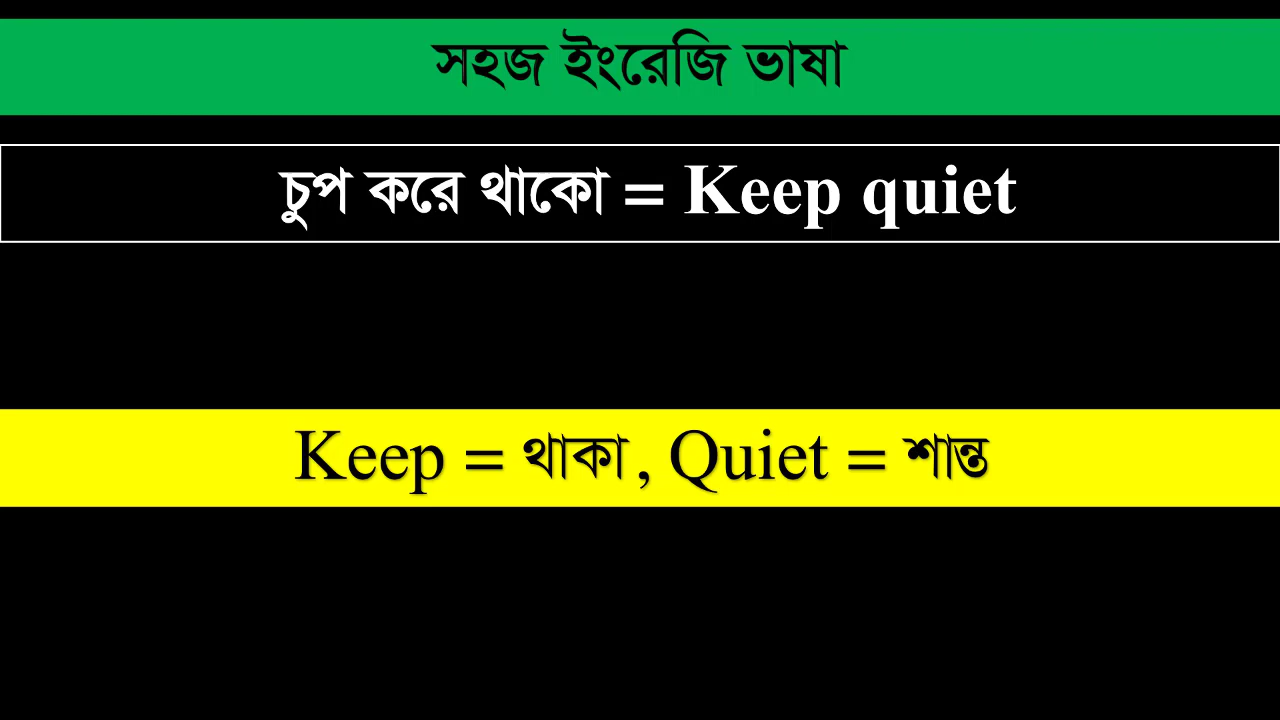 সহজ ইংরেজি ভাষা
চুপ করে থাকো = Keep quiet
Keep = থাকা, Quiet = শান্ত